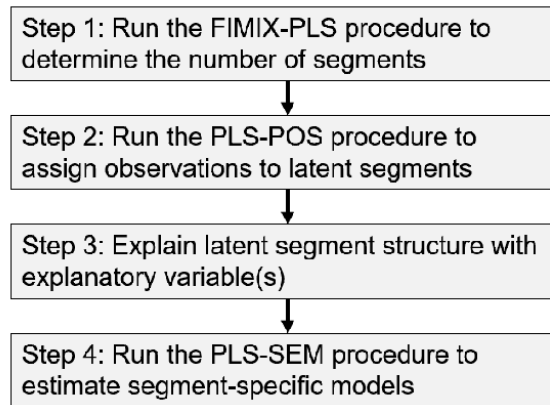 Step 1: Run the FIMIX-PLS procedure to
determine the number of segments
Step 2: Run the PLS-POS procedure to
assign observations to latent segments
Step 3: Explain latent segment structure with
explanatory variable(s)
Step 4: Run the PLS-SEM procedure to
estimate segment-specific models